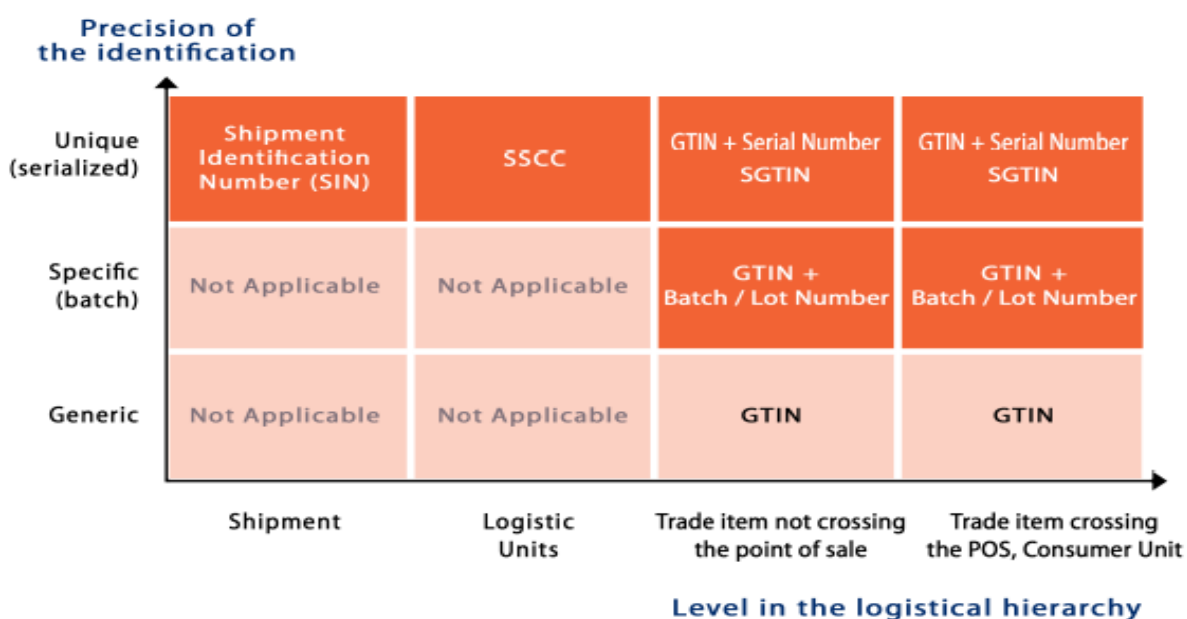 Precision of
the identification
Unique
(serialized)
Shipment
Identification
Number (SIN)
SSCC
GTIN + Serial Number
SGTIN
GTIN + Serial Number
SGTIN
Specific
(batch)
Not Applicable
Not Applicable
GTIN +
Batch / Lot Number
GTIN +
Batch / Lot Number
Generic
Not Applicable
Not Applicable
GTIN
GTIN
Shipment
Logistic
Units
Trade item not crossing
the point of sale
Trade item crossing
the POS, Consumer Unit
Level in the logistical hierarchy